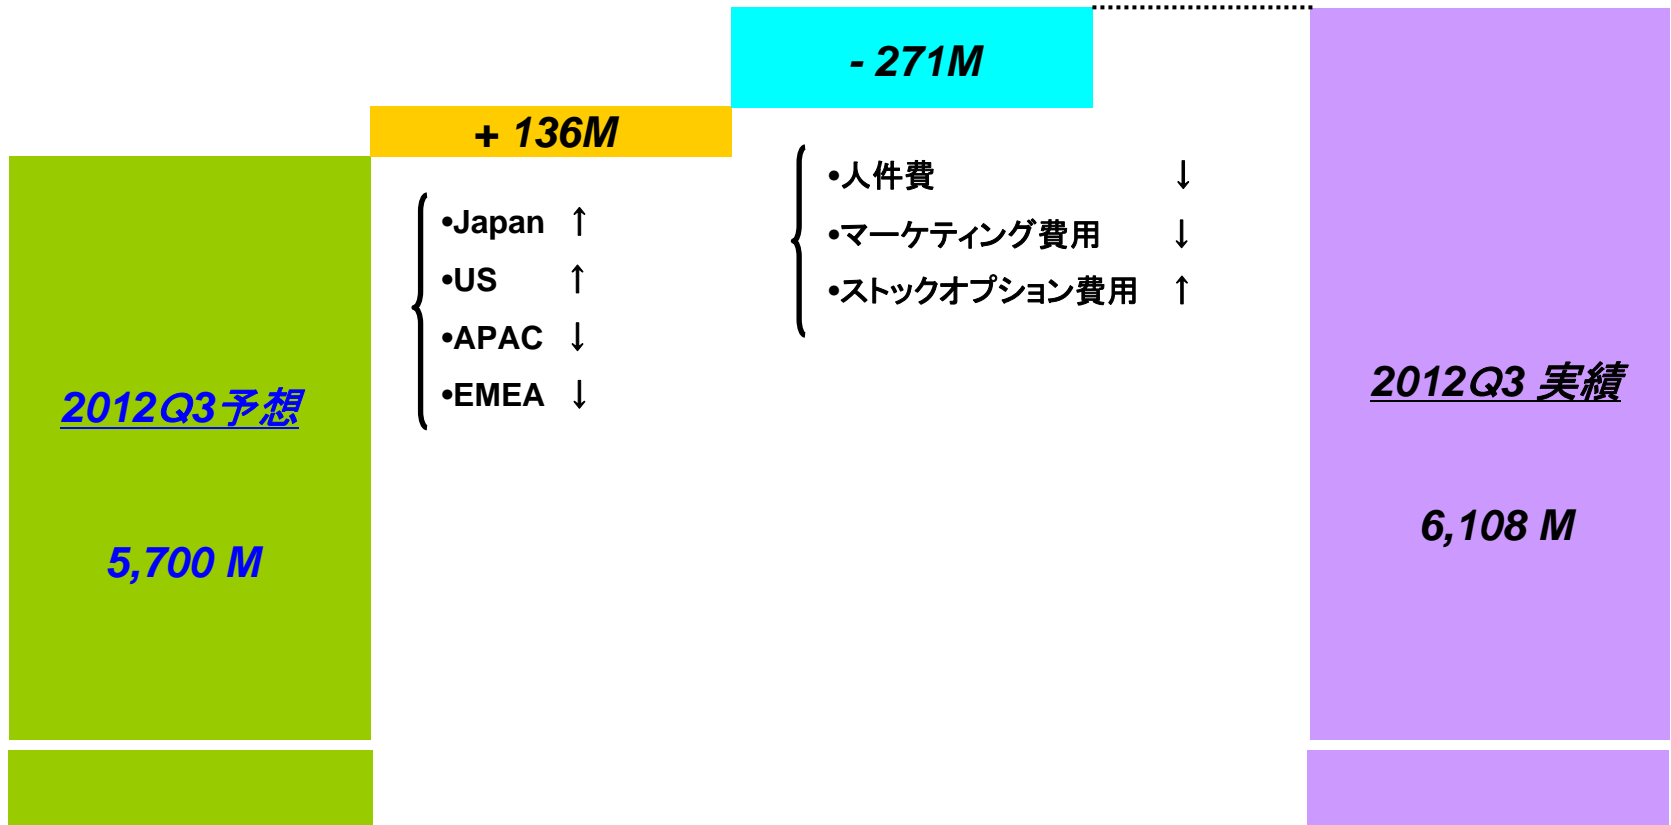 - 271M
+ 136M
•Japan ↑
•US ↑
•APAC ↓
•EMEA ↓
•人件費 ↓
•マーケティング費用 ↓
•ストックオプション費用 ↑
2012Q3予想
5,700 M
2012Q3 実績
6,108 M